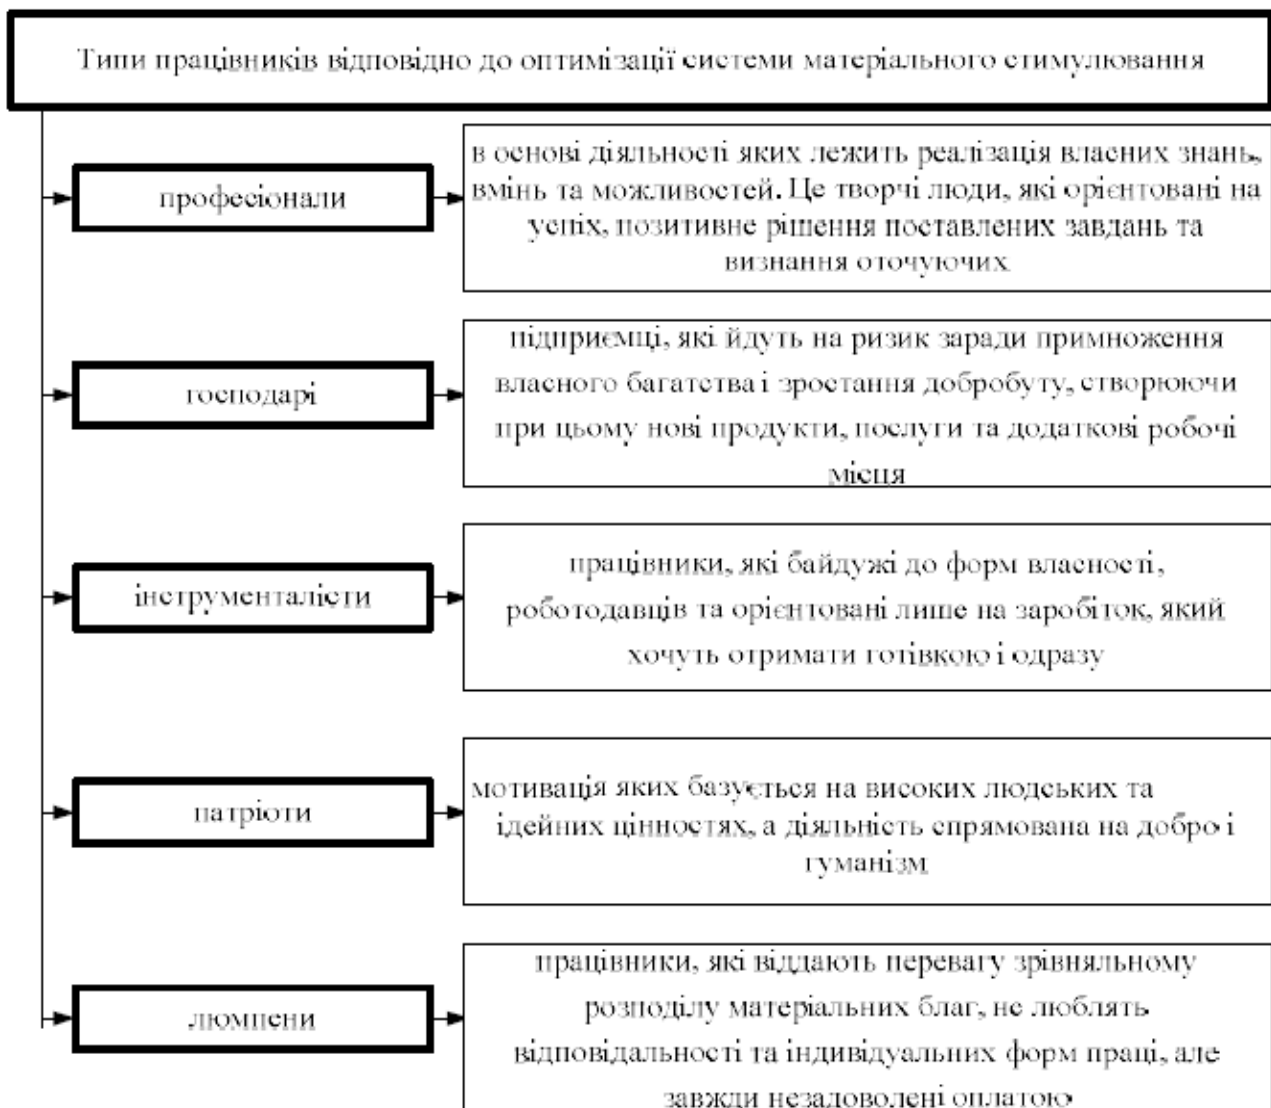 Типи працівників відповідно до оптимізації системи матеріального стимулювання
професіонали
в основі діяльності яких лежить реалізація власних знань,
вмінь та можливостей. Це творчі люди, які орієнтовані на
успіх, позитивне рішення поставлених завдань та
визнання оточуючих
господарі
підприємці, які йдуть на ризик заради примноження
власного багатства і зростання добробуту, створюючи
при цьому нові продукти, послуги та додаткові робочі
місця
інструменталісти
працівники, які байдужі до форм власності,
роботодавців та орієнтовані лише на заробіток, який
хочуть отримати готівкою і одразу
патріоти
мотивація яких базується на високих людських та
ідейних цінностях, а діяльність спрямована на добро і
гуманізм
люмпени
працівники, які віддають перевагу зрівняльному
розподілу матеріальних благ, не люблять
відповідальності та індивідуальних форм праці, але
завжди незадоволені оплатою